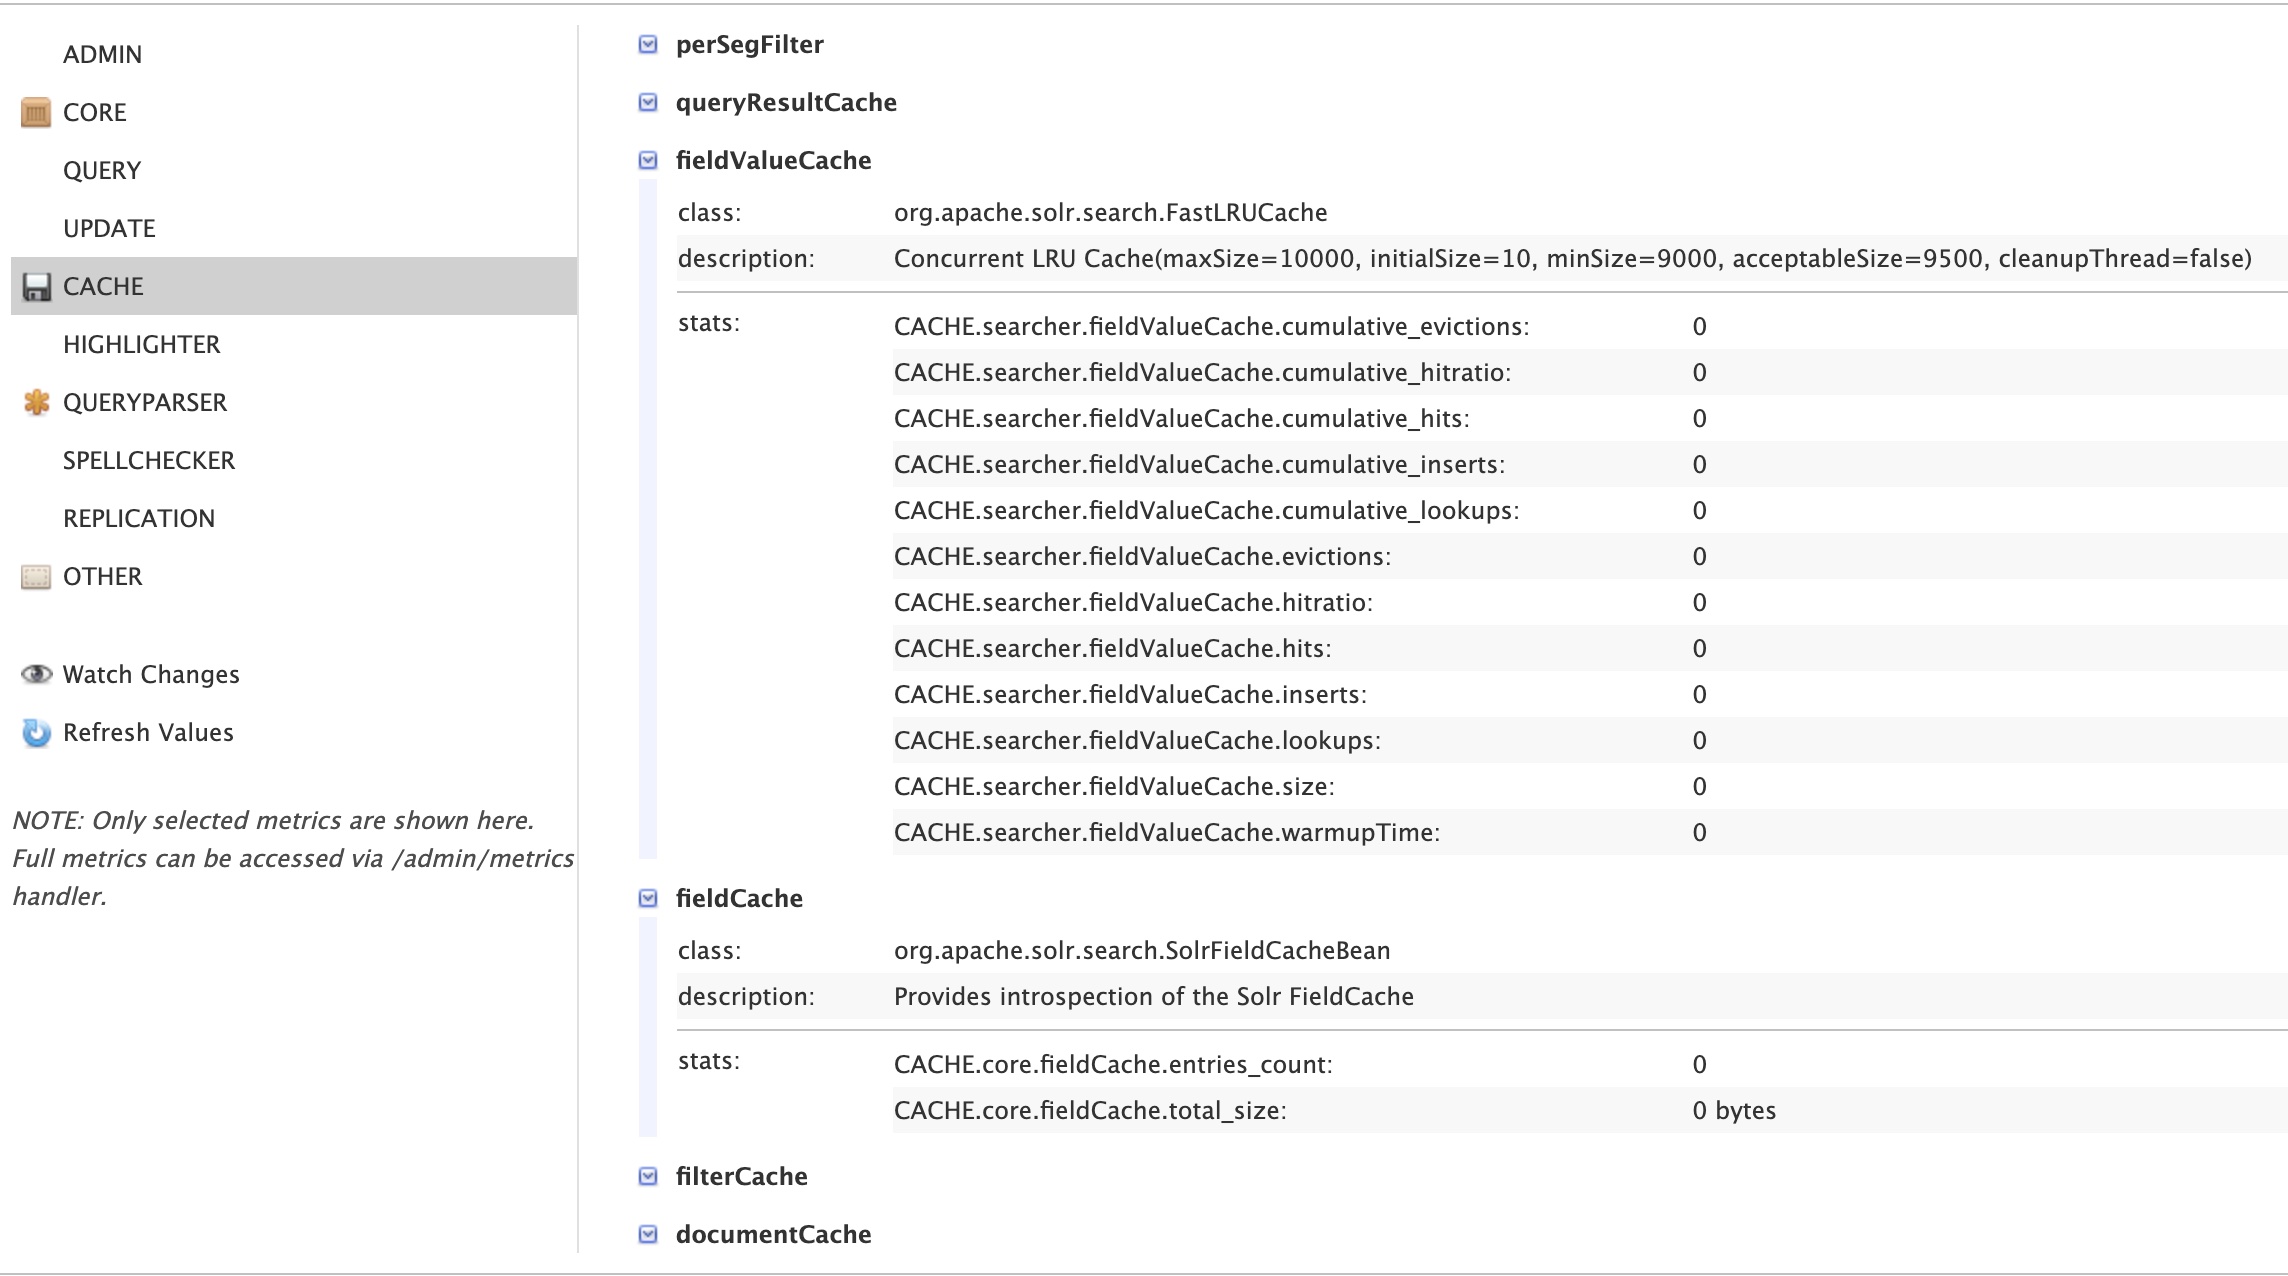 ADMIN
CORE
QUERY
UPDATE
CACHE
HIGHLIGHTER
QUERYPARSER
SPELLCHECKER
REPLICATION
OTHER
Watch Changes
Refresh Values
NOTE: Only selected metrics are shown here.
Full metrics can be accessed via /admin/metrics
handler.
perSegFilter
queryResultCache
fieldValueCache
class: org.apache.solr.search.FastLRUCache
description: Concurrent LRU Cache(maxSize=10000, initialSize=10, minSize=9000, acceptableSize=9500, cleanupThread=false)
stats: CACHE.searcher.fieldValueCache.cumulative_evictions: 0
CACHE.searcher.fieldValueCache.cumulative_hitratio: 0
CACHE.searcher.fieldValueCache.cumulative_hits: 0
CACHE.searcher.fieldValueCache.cumulative_inserts: 0
CACHE.searcher.fieldValueCache.cumulative_lookups: 0
CACHE.searcher.fieldValueCache.evictions: 0
CACHE.searcher.fieldValueCache.hitratio: 0
CACHE.searcher.fieldValueCache.hits: 0
CACHE.searcher.fieldValueCache.inserts: 0
CACHE.searcher.fieldValueCache.lookups: 0
CACHE.searcher.fieldValueCache.size: 0
CACHE.searcher.fieldValueCache.warmupTime: 0
fieldCache
class: org.apache.solr.search.SolrFieldCacheBean
description: Provides introspection of the Solr FieldCache
stats: CACHE.core.fieldCache.entries_count: 0
CACHE.core.fieldCache.total_size: 0 bytes
filterCache
documentCache